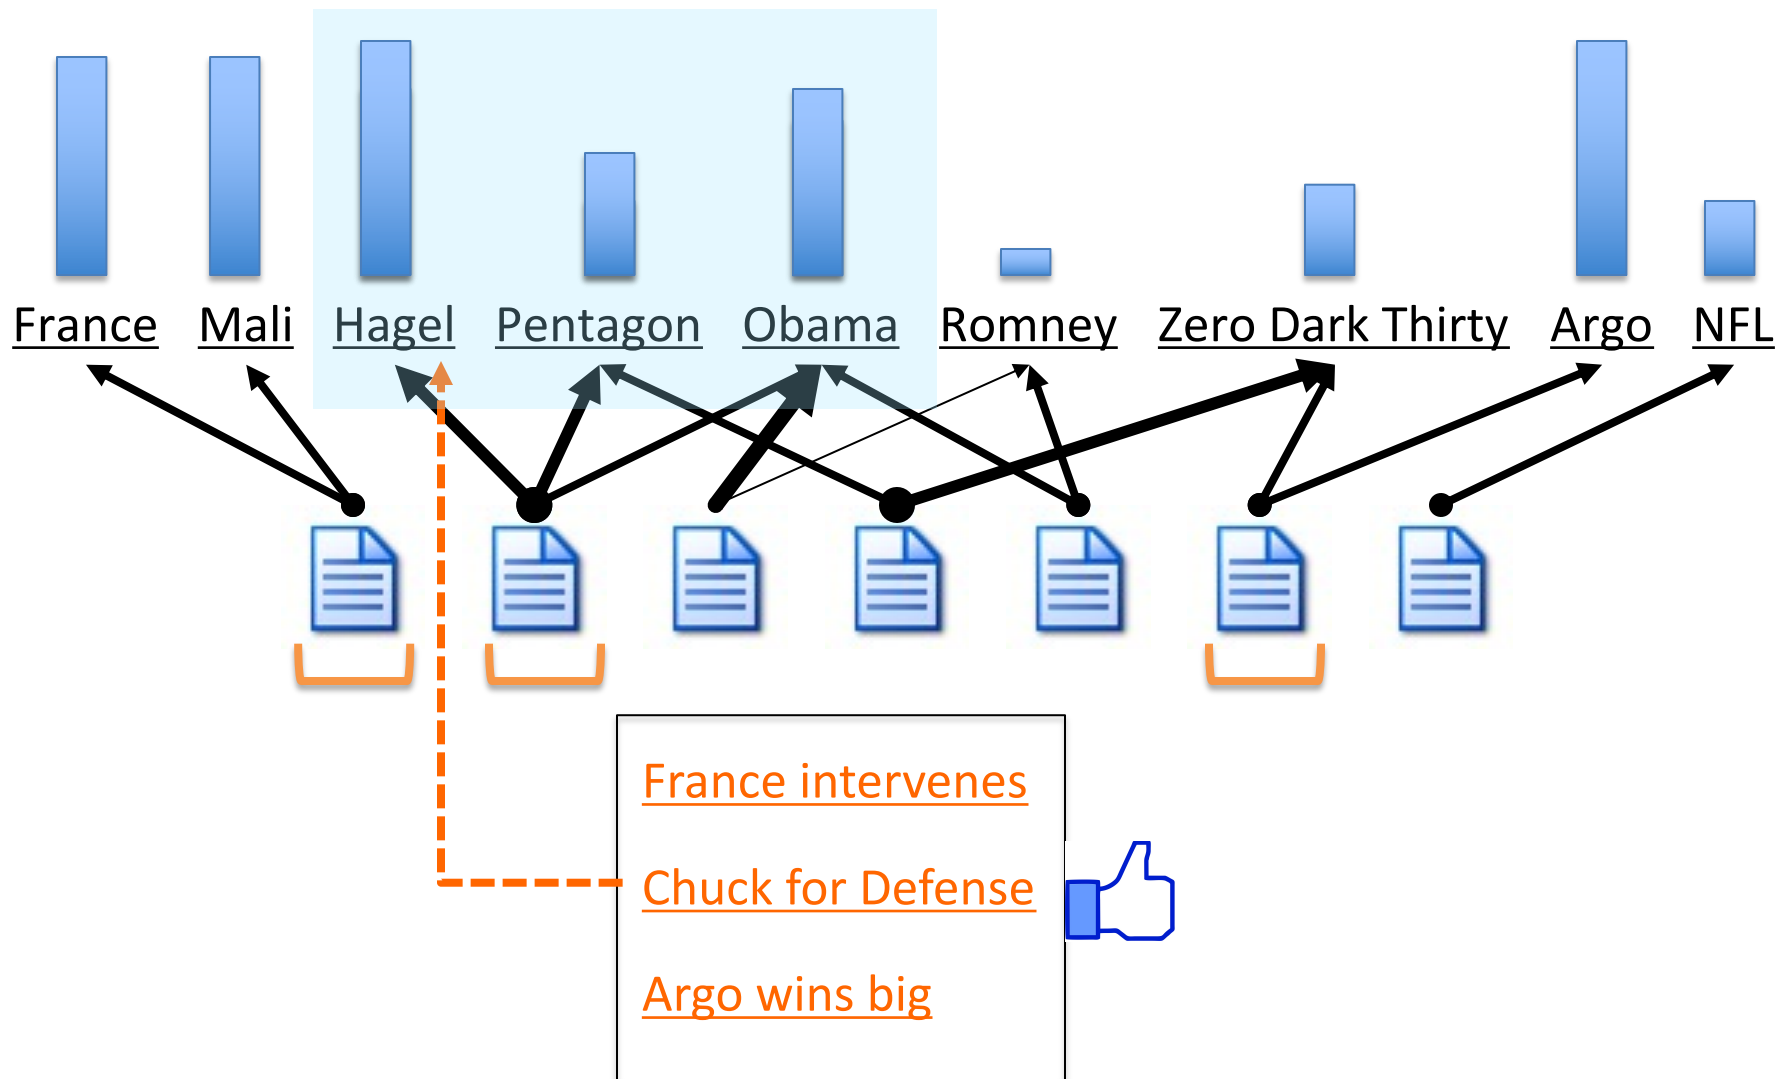 France Mali Hagel Pentagon Obama Romney Zero Dark Thirty Argo NFL
France intervenes
Chuck for Defense
Argo wins big